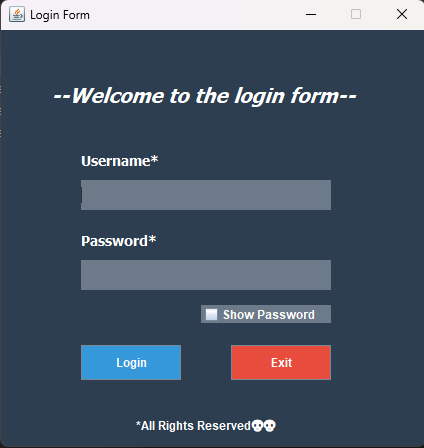 Login Form
--Welcome to the login form--
Username*
Password*
Show Password
Login Exit
*All Rights Reserved💀💀